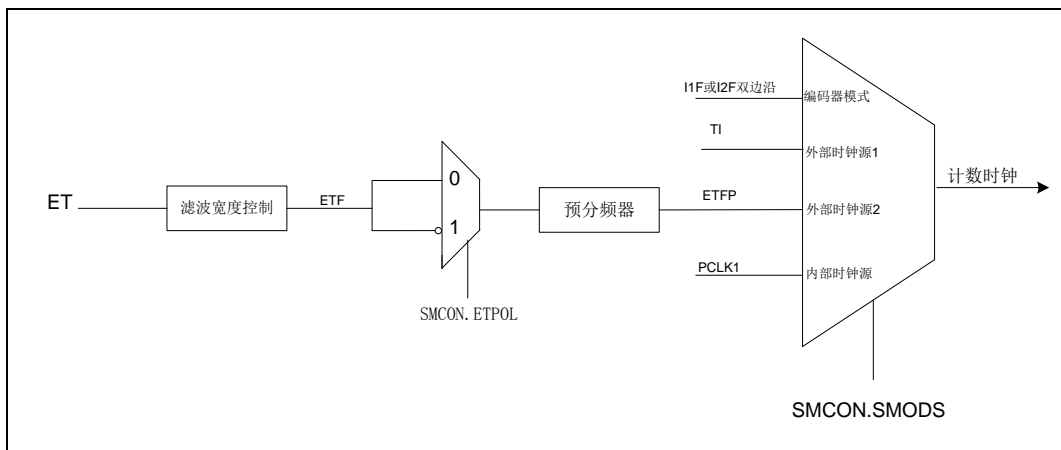 I1F或I2F双边沿
编码器模式
TI
外部时钟源1
计数时钟
ET
滤波宽度控制
ETF
0
1
预分频器
ETFP
外部时钟源2
PCLK1
内部时钟源
SMCON.ETPOL
SMCON.SMODS